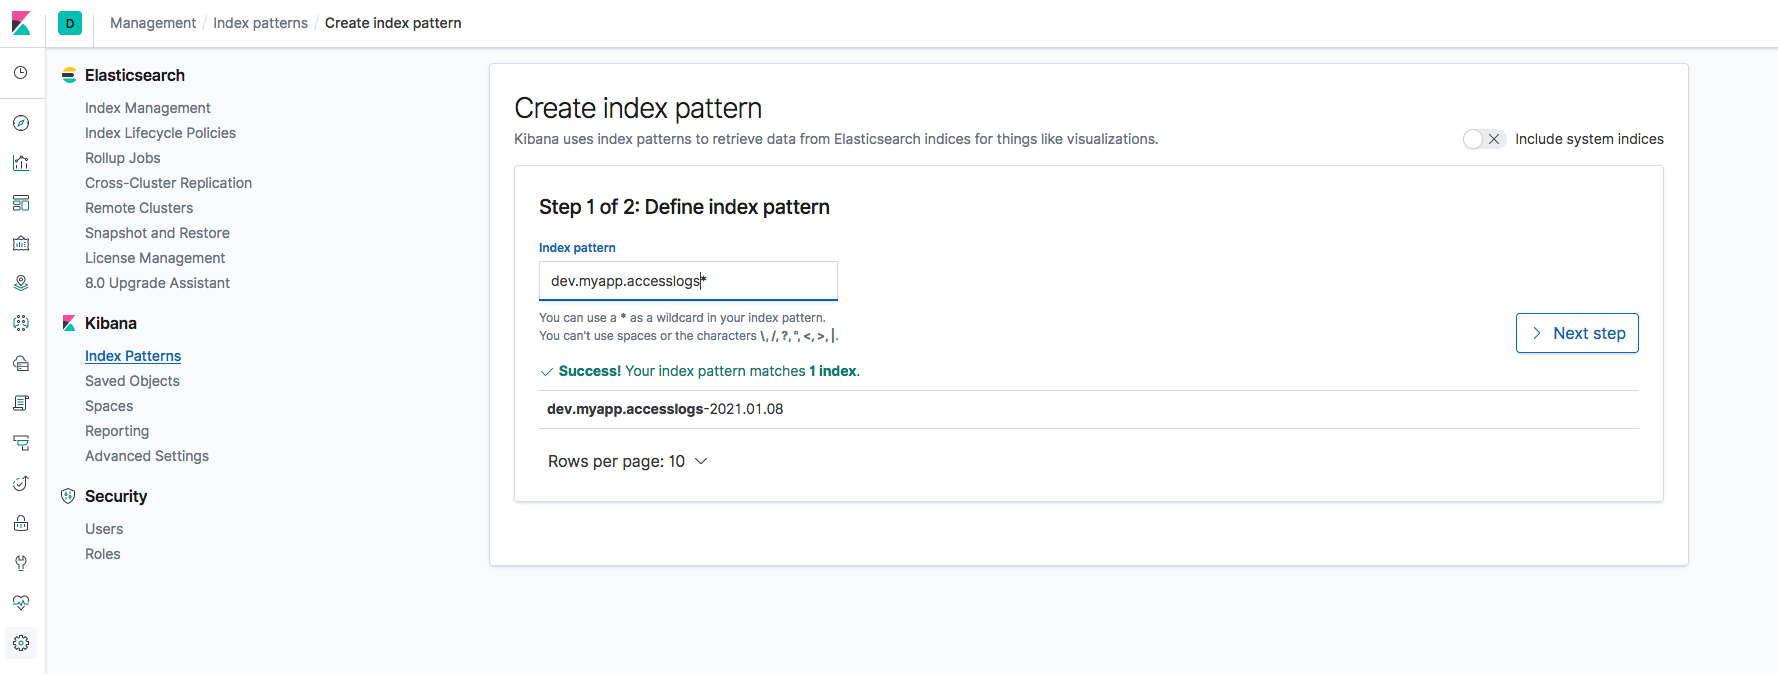 D Management / Index patterns / Create index pattern
Elasticsearch
Index Management
Index Lifecycle Policies
Rollup Jobs
Cross-Cluster Replication
Remote Clusters
Snapshot and Restore
License Management
8.0 Upgrade Assistant
Kibana
Index Patterns
Saved Objects
Spaces
Reporting
Advanced Settings
Security
Users
Roles
Create index pattern
Kibana uses index patterns to retrieve data from Elasticsearch indices for things like visualizations.
Include system indices
Step 1 of 2: Define index pattern
Index pattern
dev.myapp.accesslogs*
You can use a * as a wildcard in your index pattern.
You can't use spaces or the characters \, /, ?, ", <, >, |.
Next step
Success! Your index pattern matches 1 index.
dev.myapp.accesslogs-2021.01.08
Rows per page: 10